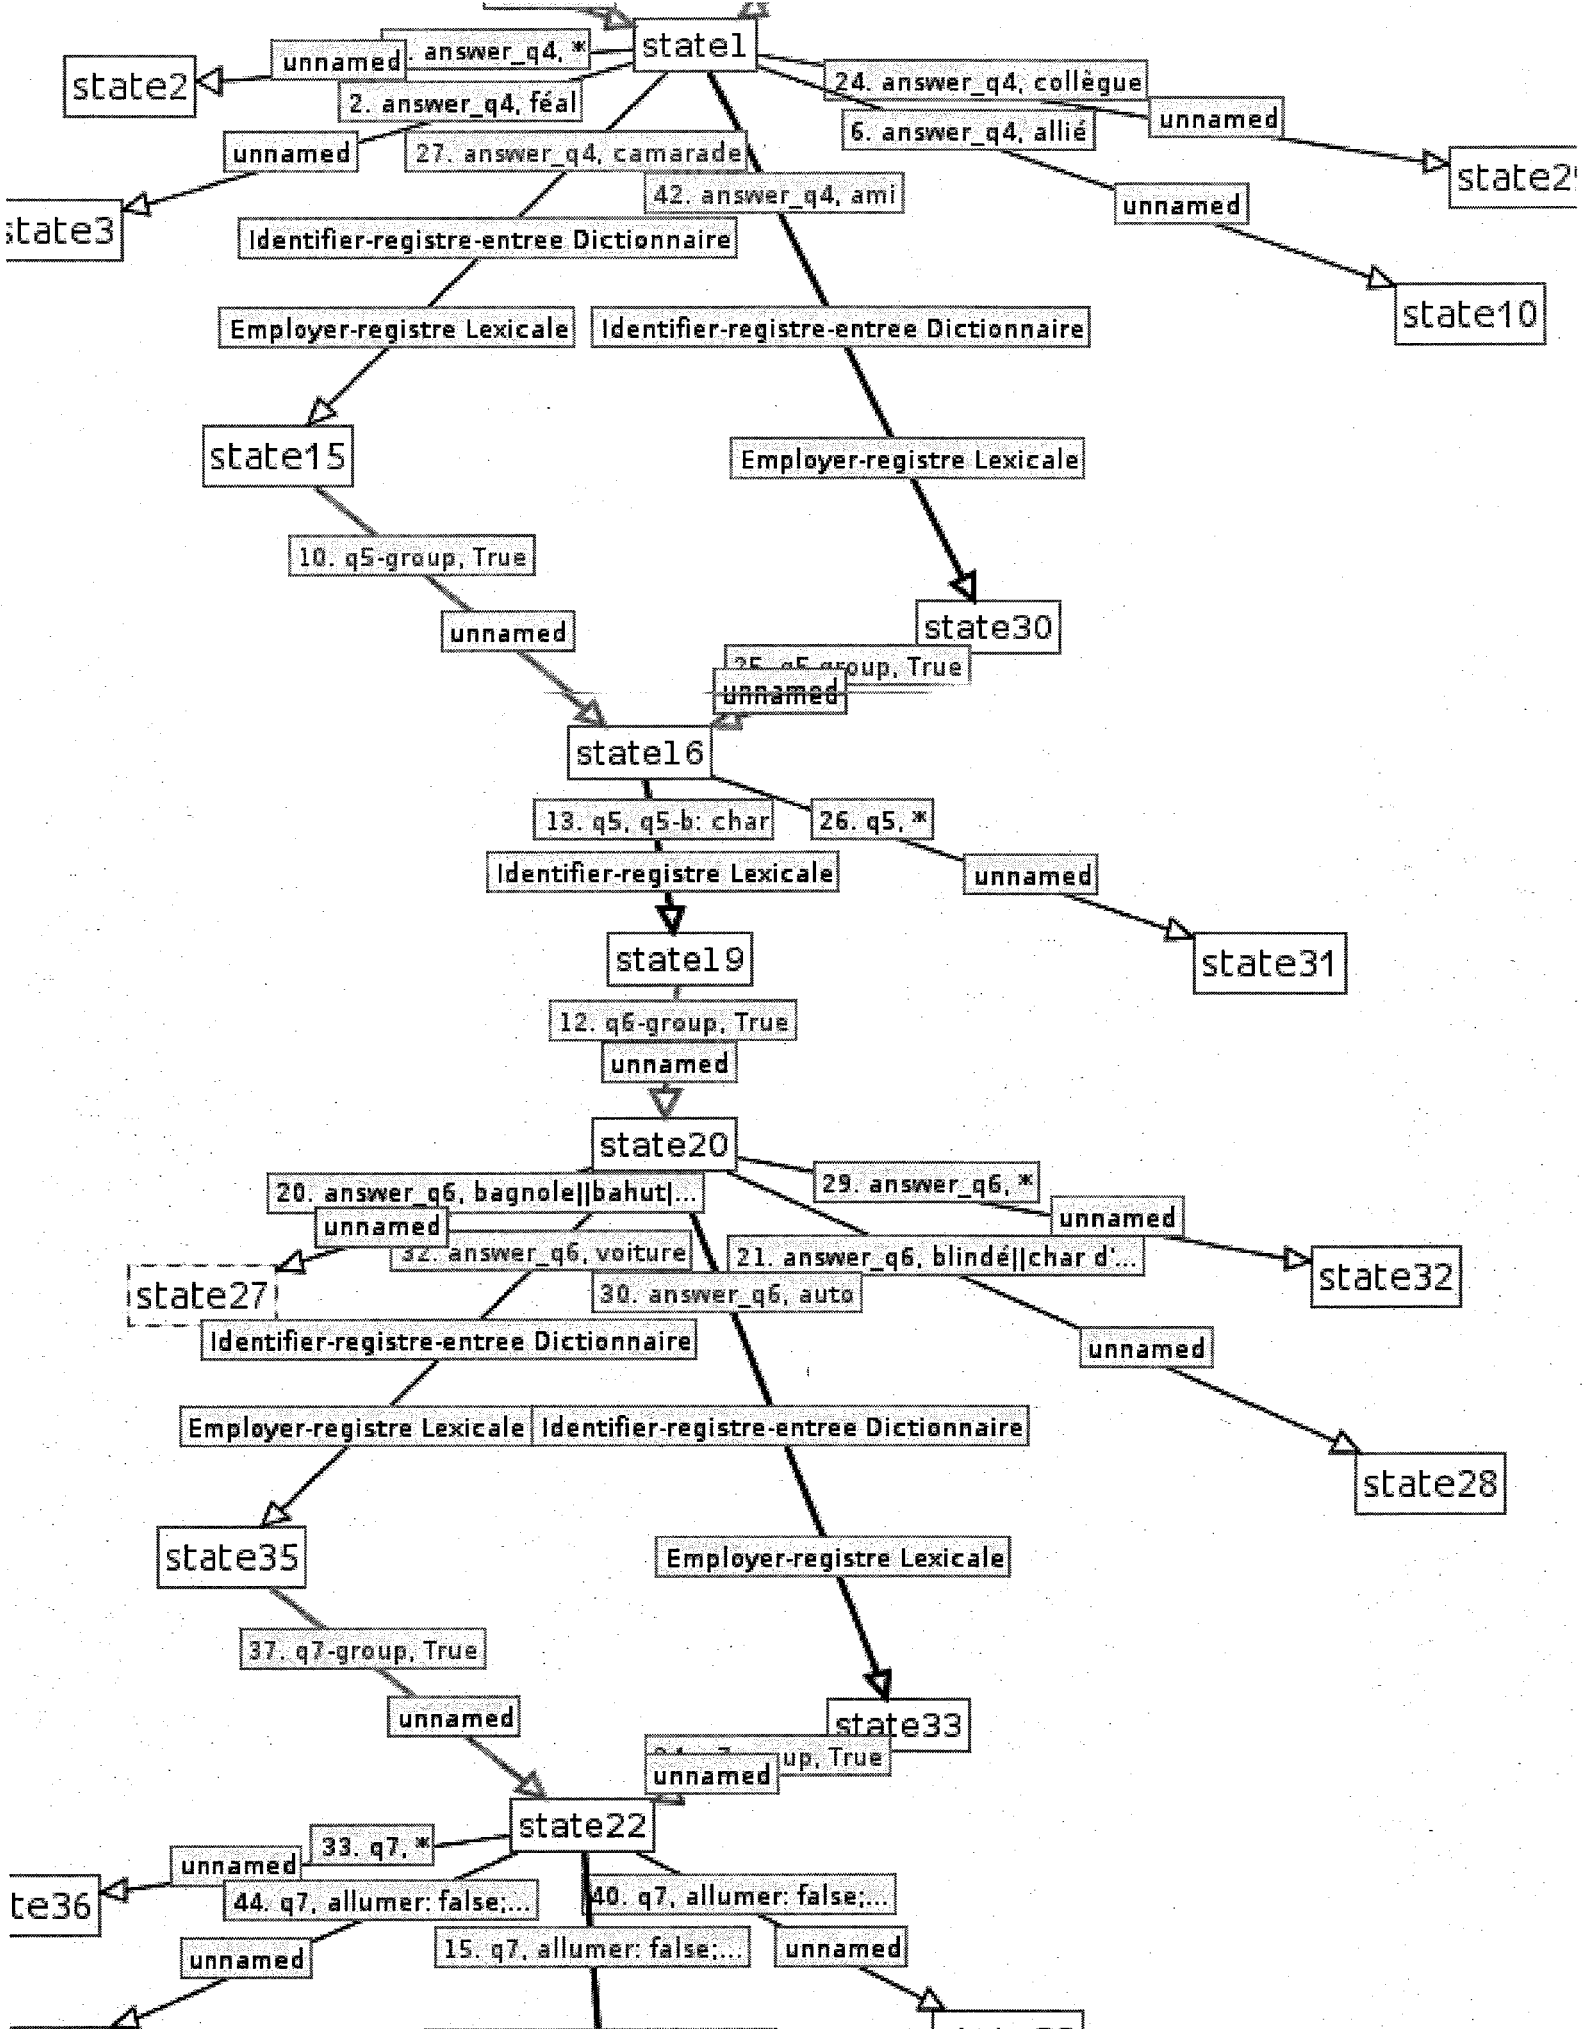 state1
. answer_q4, *
unnamed
state2
24. answer_q4, collègue
2. answer_q4, féal
unnamed
6. answer_q4, allié
unnamed
27. answer_q4, camarade
42. answer_q4, ami
unnamed
state3
Identifier-registre-entree Dictionnaire
state10
Employer-registre Lexicale
Identifier-registre-entree Dictionnaire
state15
Employer-registre Lexicale
10. q5-group, True
unnamed
state30
True
unnamed
state16
13. q5, q5-b: char
26. q5, *
Identifier-registre Lexicale
unnamed
state19
state31
12. q6-group, True
unnamed
state20
29. answer_q6, *
20. answer_q6, bagnole||bahut|...
unnamed
unnamed
32. answer_q6, voiture
21. answer_q6, blindé||char d'...
state32
state27
30. answer_q6, auto
Identifier-registre-entree Dictionnaire
unnamed
Employer-registre Lexicale
Identifier-registre-entree Dictionnaire
state28
state35
Employer-registre Lexicale
37. q7-group, True
unnamed
state33
True
unnamed
state22
33. q7, *
unnamed
44. q7, allumer: false;...
40. q7, allumer: false;...
te36
15. q7, allumer: false;...
unnamed
unnamed